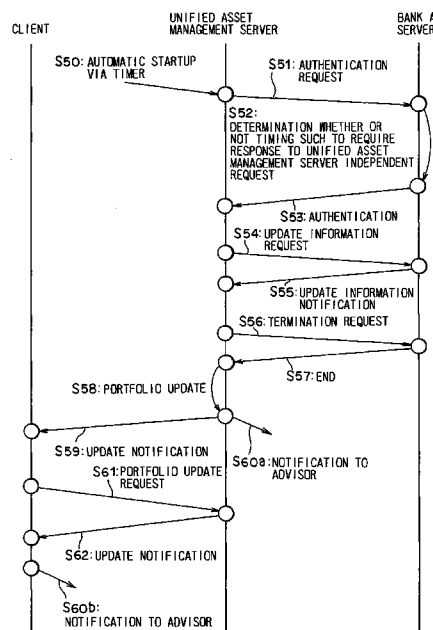 CLIENT
UNIFIED ASSET
MANAGEMENT SERVER
BANK A
SERVER
S50: AUTOMATIC STARTUP
VIA TIMER
S51: AUTHENTICATION
REQUEST
S52:
DETERMINATION WHETHER OR
NOT TIMING SUCH TO REQUIRE
RESPONSE TO UNIFIED ASSET
MANAGEMENT SERVER INDEPENDENT
REQUEST
S53: AUTHENTICATION
S54: UPDATE INFORMATION
REQUEST
S55: UPDATE INFORMATION
NOTIFICATION
S56: TERMINATION REQUEST
S57: END
S58: PORTFOLIO UPDATE
S59: UPDATE NOTIFICATION
S60a: NOTIFICATION TO
ADVISOR
S61: PORTFOLIO UPDATE
REQUEST
S62: UPDATE NOTIFICATION
S60b:
NOTIFICATION TO ADVISOR